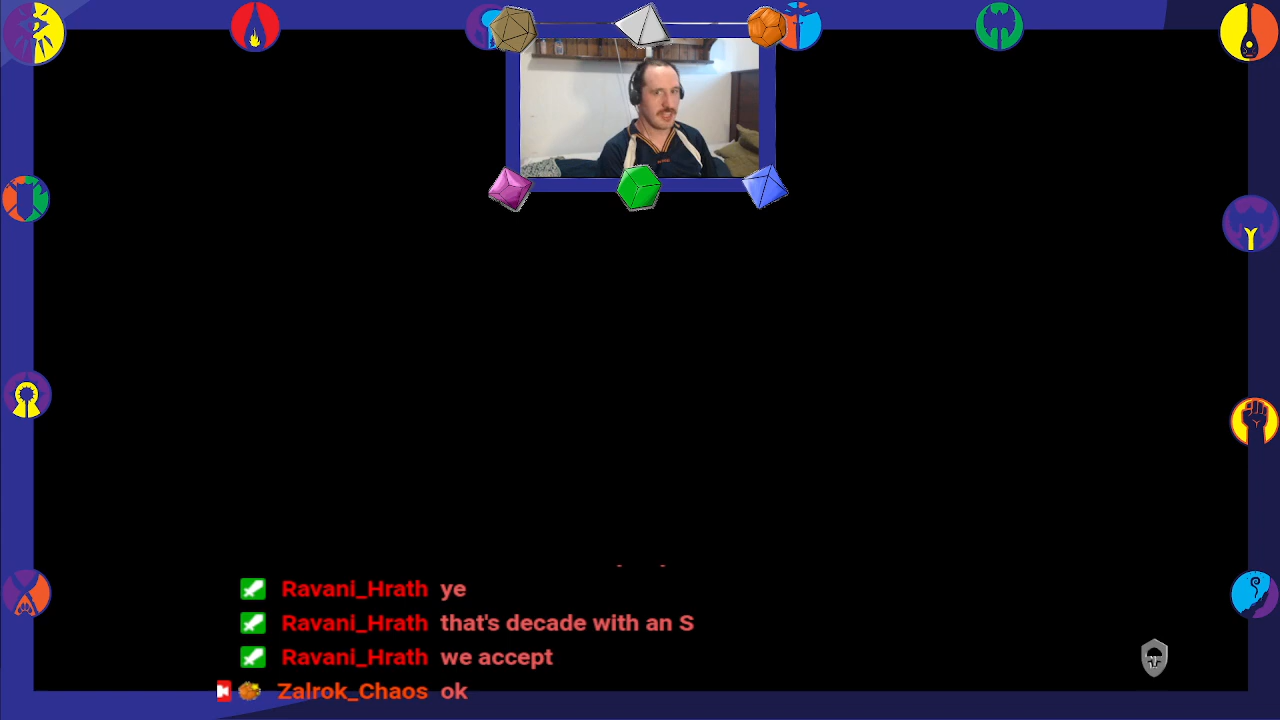 Ravani_Hrath ye
Ravani_Hrath that's decade with an S
Ravani_Hrath we accept
Zalrok_Chaos ok